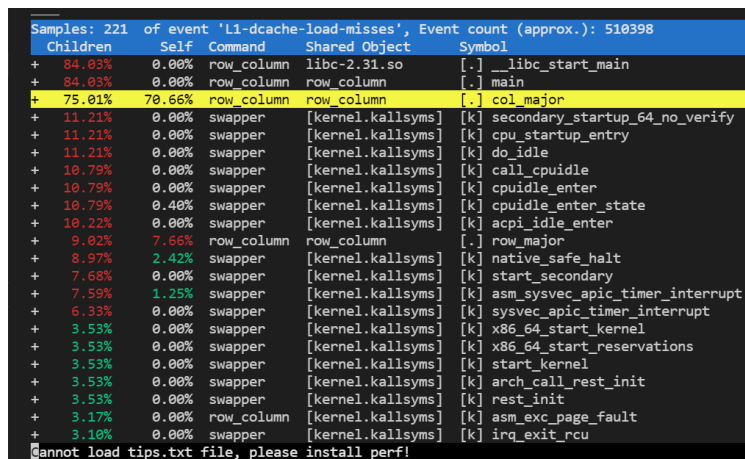 Samples: 221  of event 'L1-dcache-load-misses', Event count (approx.): 510398
  Children      Self  Command     Shared Object      Symbol
+   84.03%     0.00%  row_column  libc-2.31.so       [.] __libc_start_main
+   84.03%     0.00%  row_column  row_column         [.] main
+   75.01%    70.66%  row_column  row_column         [.] col_major
+   11.21%     0.00%  swapper     [kernel.kallsyms]  [k] secondary_startup_64_no_verify
+   11.21%     0.00%  swapper     [kernel.kallsyms]  [k] cpu_startup_entry
+   11.21%     0.00%  swapper     [kernel.kallsyms]  [k] do_idle
+   10.79%     0.00%  swapper     [kernel.kallsyms]  [k] call_cpuidle
+   10.79%     0.00%  swapper     [kernel.kallsyms]  [k] cpuidle_enter
+   10.79%     0.40%  swapper     [kernel.kallsyms]  [k] cpuidle_enter_state
+   10.22%     0.00%  swapper     [kernel.kallsyms]  [k] acpi_idle_enter
+    9.02%     7.66%  row_column  row_column         [.] row_major
+    8.97%     2.42%  swapper     [kernel.kallsyms]  [k] native_safe_halt
+    7.68%     0.00%  swapper     [kernel.kallsyms]  [k] start_secondary
+    7.59%     1.25%  swapper     [kernel.kallsyms]  [k] asm_sysvec_apic_timer_interrupt
+    6.33%     0.00%  swapper     [kernel.kallsyms]  [k] sysvec_apic_timer_interrupt
+    3.53%     0.00%  swapper     [kernel.kallsyms]  [k] x86_64_start_kernel
+    3.53%     0.00%  swapper     [kernel.kallsyms]  [k] x86_64_start_reservations
+    3.53%     0.00%  swapper     [kernel.kallsyms]  [k] start_kernel
+    3.53%     0.00%  swapper     [kernel.kallsyms]  [k] arch_call_rest_init
+    3.53%     0.00%  swapper     [kernel.kallsyms]  [k] rest_init
+    3.17%     0.00%  row_column  [kernel.kallsyms]  [k] asm_exc_page_fault
+    3.10%     0.00%  swapper     [kernel.kallsyms]  [k] irq_exit_rcu
Cannot load tips.txt file, please install perf!